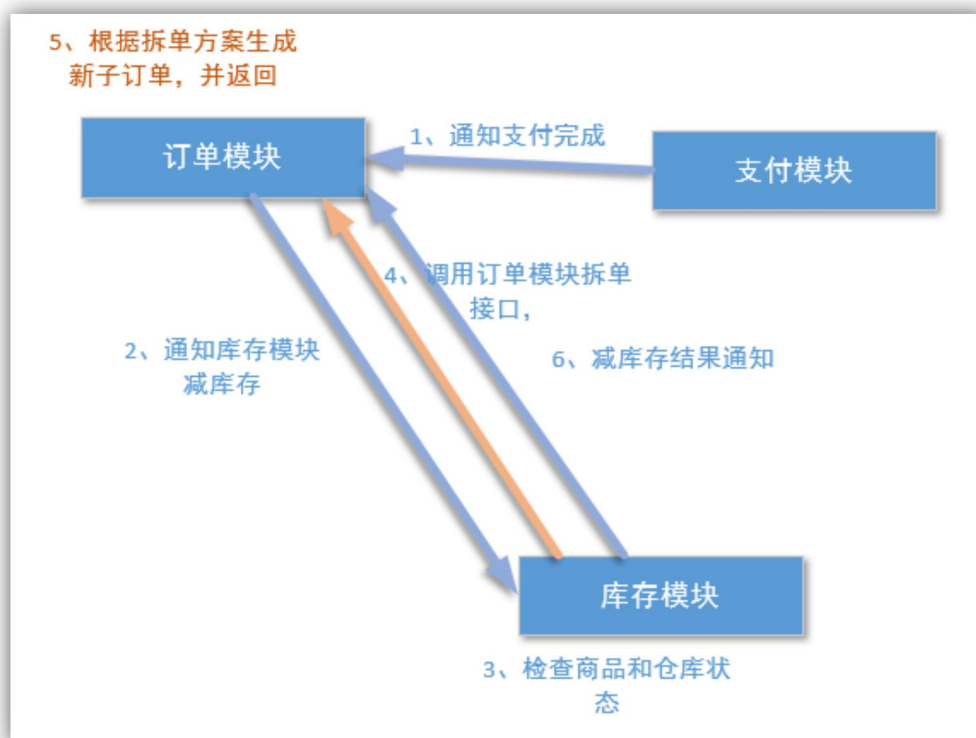 5、根据拆单方案生成
新子订单，并返回
订单模块
1、通知支付完成
支付模块
4、调用订单模块拆单
接口，
2、通知库存模块
减库存
6、减库存结果通知
库存模块
3、检查商品和仓库状
态